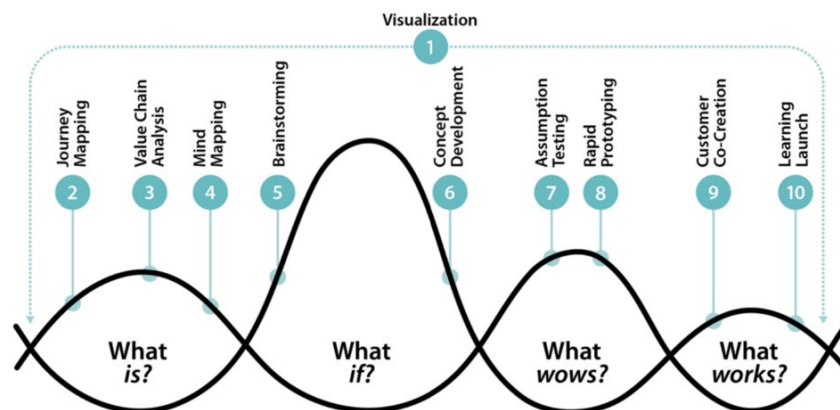 Visualization
1
Journey
Mapping
2
Value Chain
Analysis
3
Mind
Mapping
4
Brainstorming
5
Concept
Development
6
Assumption
Testing
7
Rapid
Prototyping
8
Customer
Co-Creation
9
Learning
Launch
10
What
is?
What
if?
What
wows?
What
works?